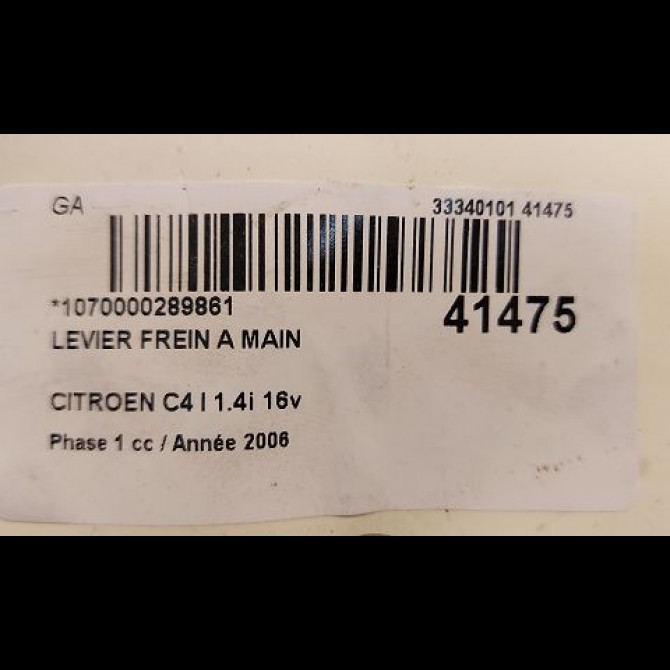 GA
33340101 41475
*1070000289861
41475
LEVIER FREIN A MAIN
CITROEN C4 I 1.4i 16v
Phase 1 cc / Année 2006